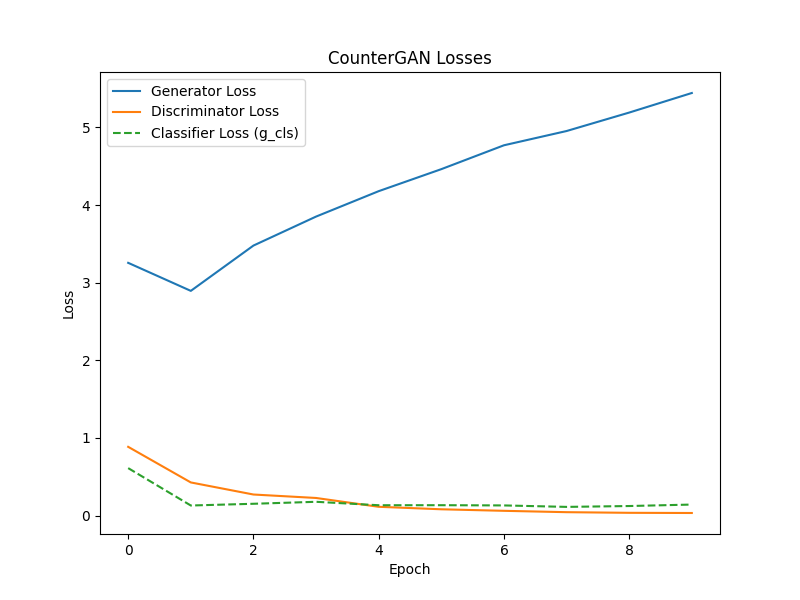 CounterGAN Losses
Generator Loss
Discriminator Loss
Classifier Loss (g_cls)
5
4
3
2
1
0
Loss
0 2 4 6 8
Epoch